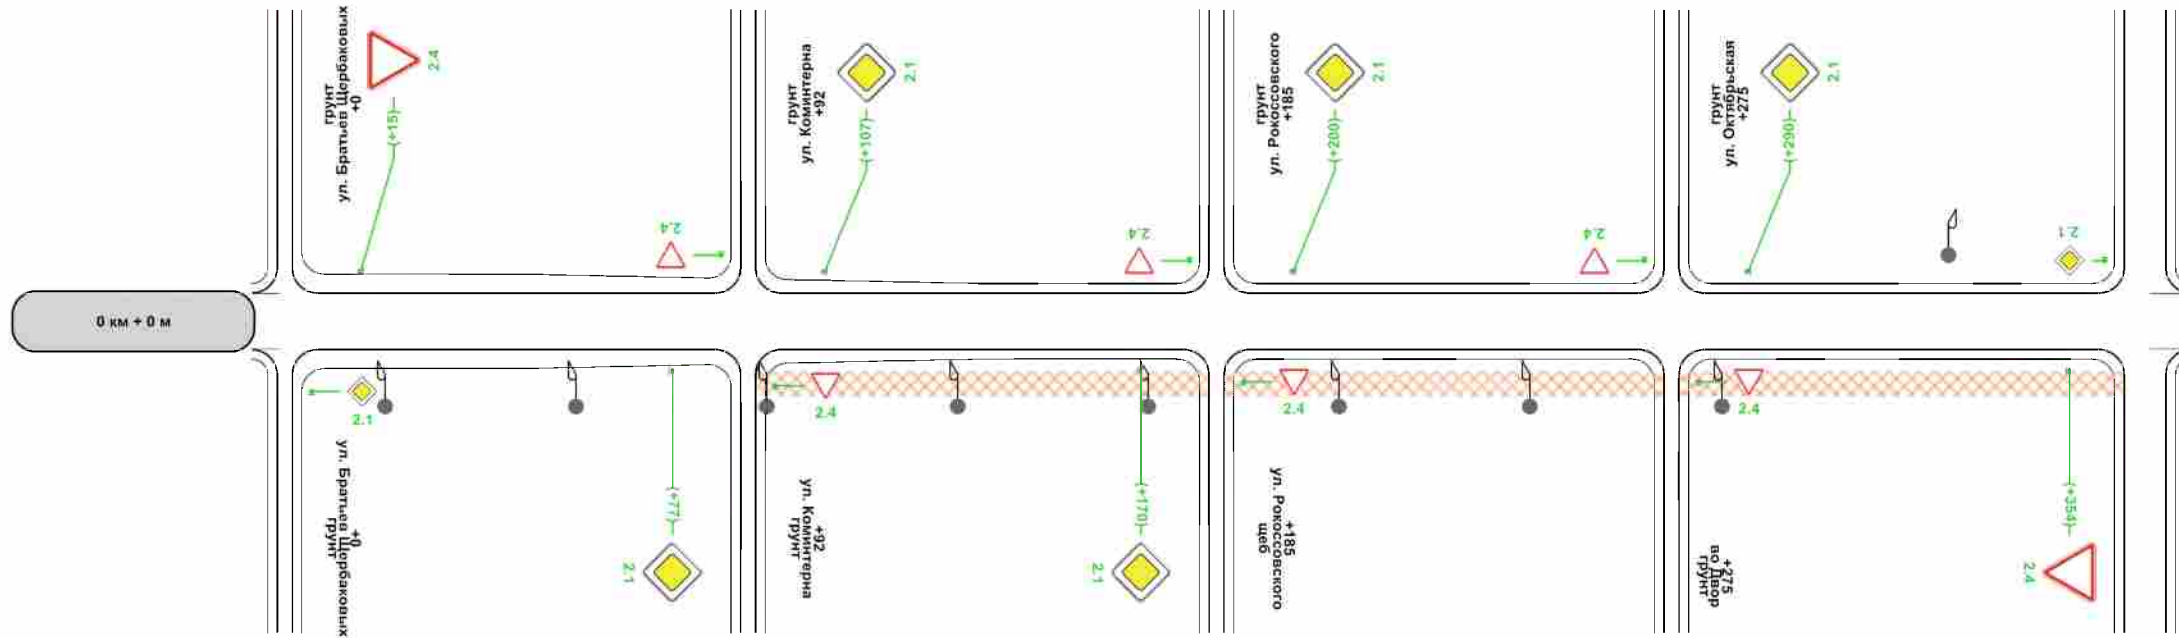 грунт
ул. Братьев Щербаковых
+0
2.4
(+15)
2.4
грунт
ул. Коминтерна
+92
2.1
(+107)
2.4
грунт
ул. Рокоссовского
+185
2.1
(+200)
2.4
грунт
ул. Октябрьская
+275
2.1
(+290)
2.1
0 км + 0 м
2.1
+0
ул. Братьев Щербаковых
грунт
(+77)
2.1
2.4
+92
ул. Коминтерна
грунт
(+170)
2.1
2.4
+185
ул. Рокоссовского
щеб
2.4
+275
во двор
грунт
(+354)
2.4